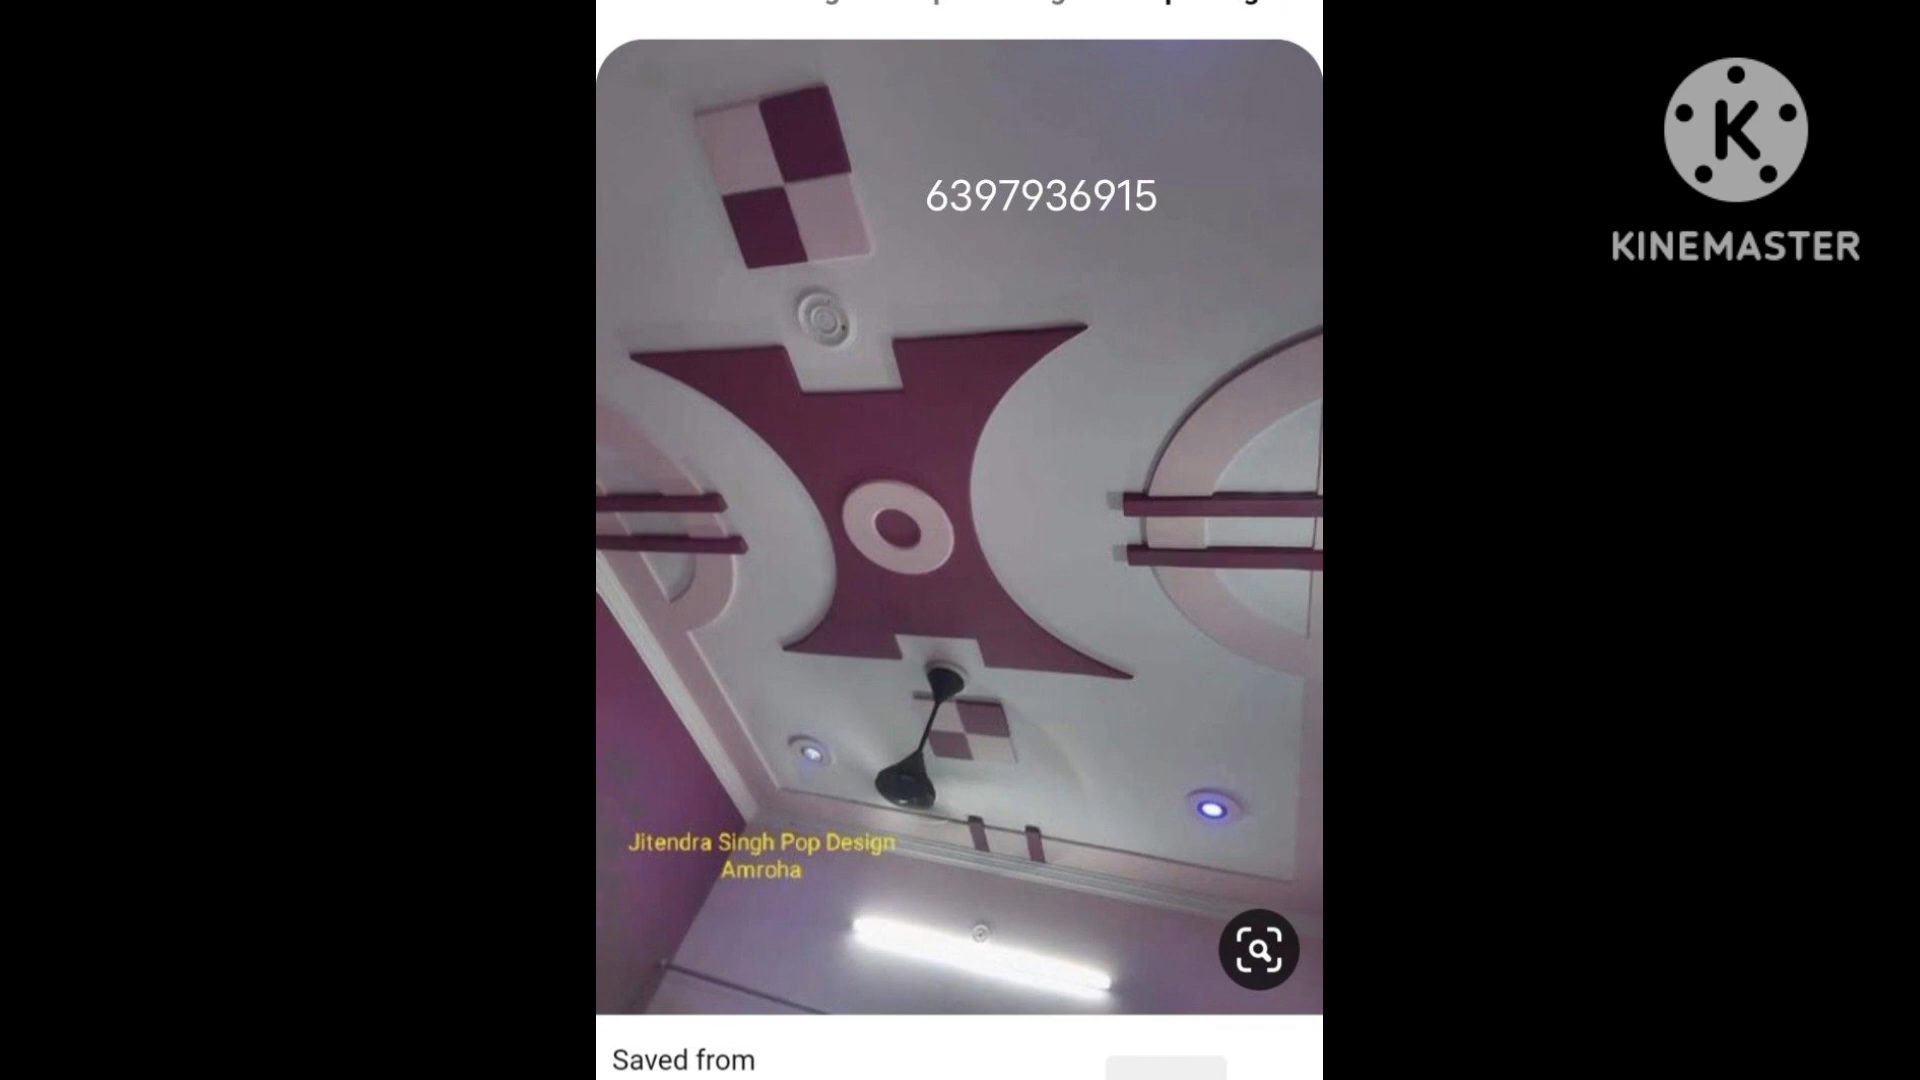 6397936915
K
KINEMASTER
Jitendra Singh Pop Design
Amroha
Saved from